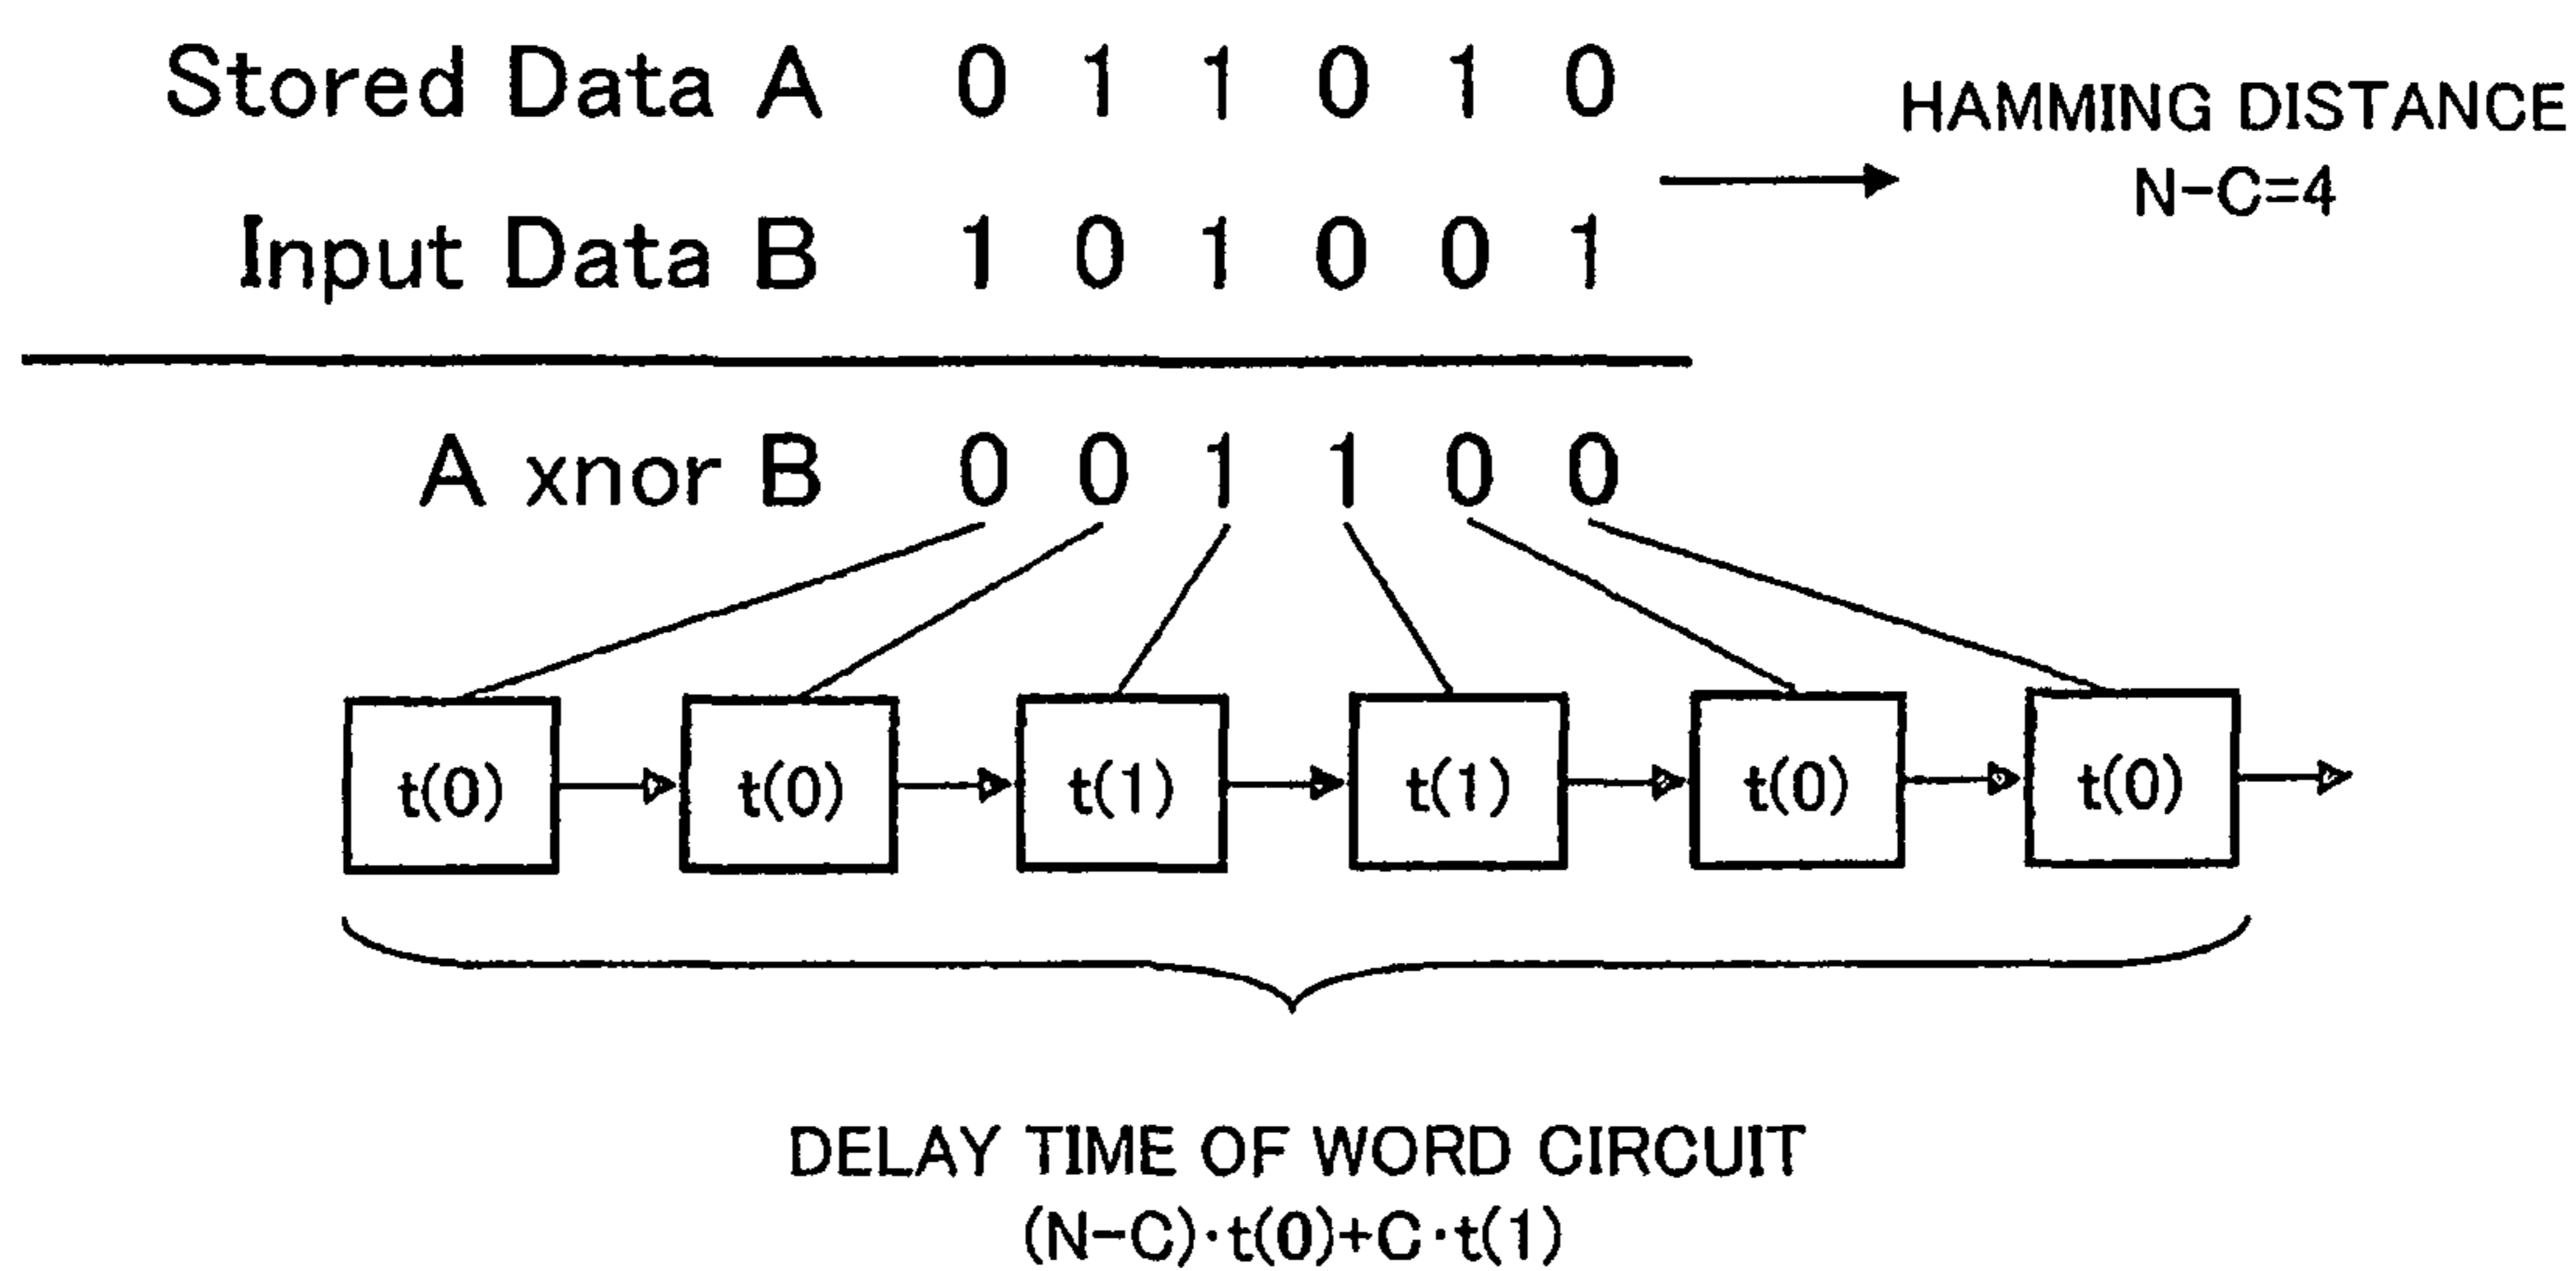 Stored Data A 0 1 1 0 1 0
HAMMING DISTANCE
N-C=4
Input Data B 1 0 1 0 0 1
A xnor B 0 0 1 1 0 0
t(0) t(0) t(1) t(1) t(0) t(0)
DELAY TIME OF WORD CIRCUIT
(N-C)·t(0)+C·t(1)